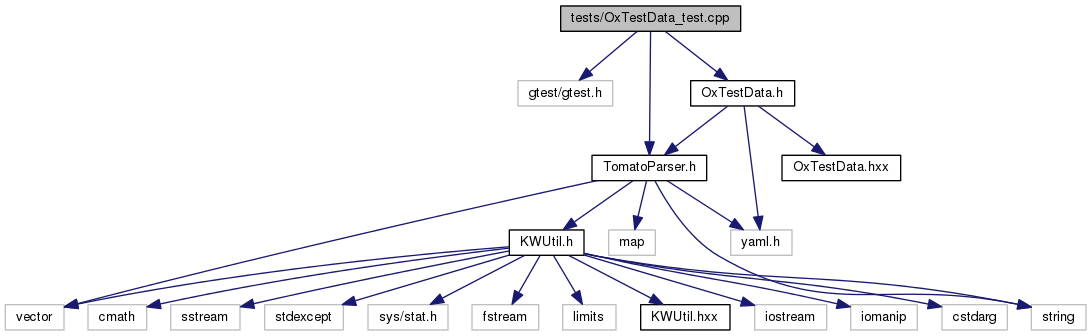 tests/OxTestData_test.cpp
gtest/gtest.h
OxTestData.h
TomatoParser.h
OxTestData.hxx
KWUtil.h
map
yaml.h
vector
cmath
sstream
stdexcept
sys/stat.h
fstream
limits
KWUtil.hxx
iostream
iomanip
cstdarg
string